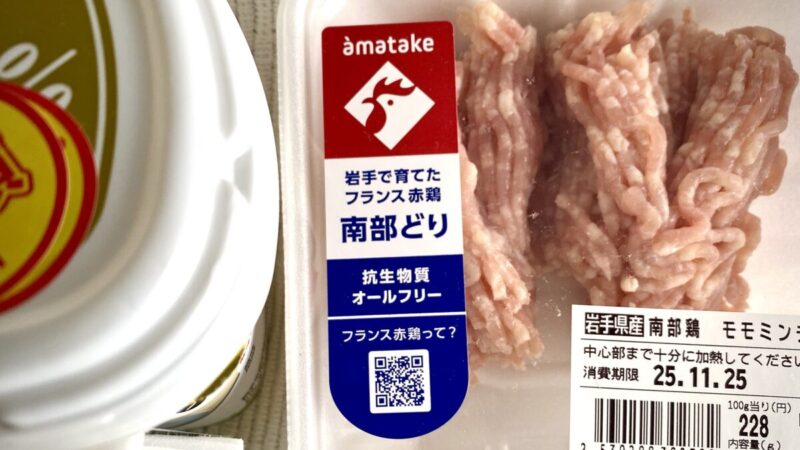 %
àmatake
岩手で育てた
フランス赤鶏
南部どり
抗生物質
オールフリー
フランス赤鶏って?
岩手県産 南部鶏 モモミン
中心部まで十分に加熱してください
消費期限 25.11.25
100g当り(円)
228
内容量(g)